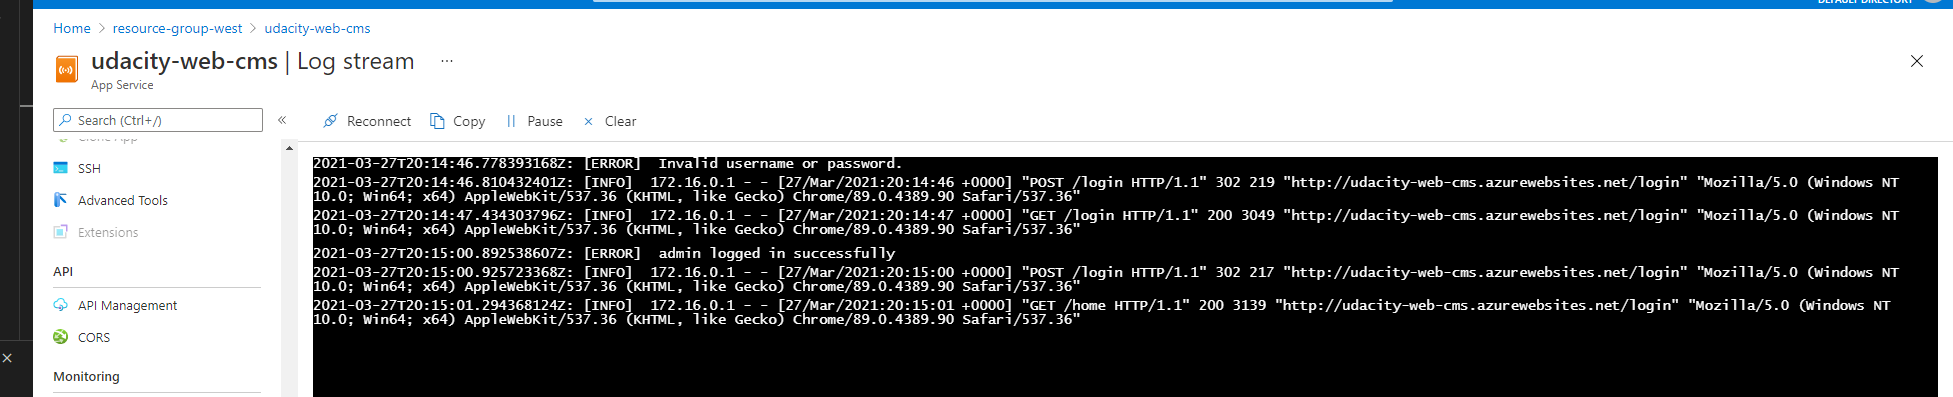 DEFAULT DIRECTORY
Home > resource-group-west > udacity-web-cms
udacity-web-cms | Log stream ...
App Service
Search (Ctrl+/) «
Reconnect Copy Pause Clear
Clone App
SSH
Advanced Tools
Extensions
API
API Management
CORS
Monitoring
2021-03-27T20:14:46.778393168Z: [ERROR]  Invalid username or password.
2021-03-27T20:14:46.810432401Z: [INFO]  172.16.0.1 - - [27/Mar/2021:20:14:46 +0000] "POST /login HTTP/1.1" 302 219 "http://udacity-web-cms.azurewebsites.net/login" "Mozilla/5.0 (Windows NT
10.0; Win64; x64) AppleWebKit/537.36 (KHTML, like Gecko) Chrome/89.0.4389.90 Safari/537.36"
2021-03-27T20:14:47.434303796Z: [INFO]  172.16.0.1 - - [27/Mar/2021:20:14:47 +0000] "GET /login HTTP/1.1" 200 3049 "http://udacity-web-cms.azurewebsites.net/login" "Mozilla/5.0 (Windows NT
10.0; Win64; x64) AppleWebKit/537.36 (KHTML, like Gecko) Chrome/89.0.4389.90 Safari/537.36"
2021-03-27T20:15:00.892538607Z: [ERROR]  admin logged in successfully
2021-03-27T20:15:00.925723368Z: [INFO]  172.16.0.1 - - [27/Mar/2021:20:15:00 +0000] "POST /login HTTP/1.1" 302 217 "http://udacity-web-cms.azurewebsites.net/login" "Mozilla/5.0 (Windows NT
10.0; Win64; x64) AppleWebKit/537.36 (KHTML, like Gecko) Chrome/89.0.4389.90 Safari/537.36"
2021-03-27T20:15:01.294368124Z: [INFO]  172.16.0.1 - - [27/Mar/2021:20:15:01 +0000] "GET /home HTTP/1.1" 200 3139 "http://udacity-web-cms.azurewebsites.net/login" "Mozilla/5.0 (Windows NT
10.0; Win64; x64) AppleWebKit/537.36 (KHTML, like Gecko) Chrome/89.0.4389.90 Safari/537.36"